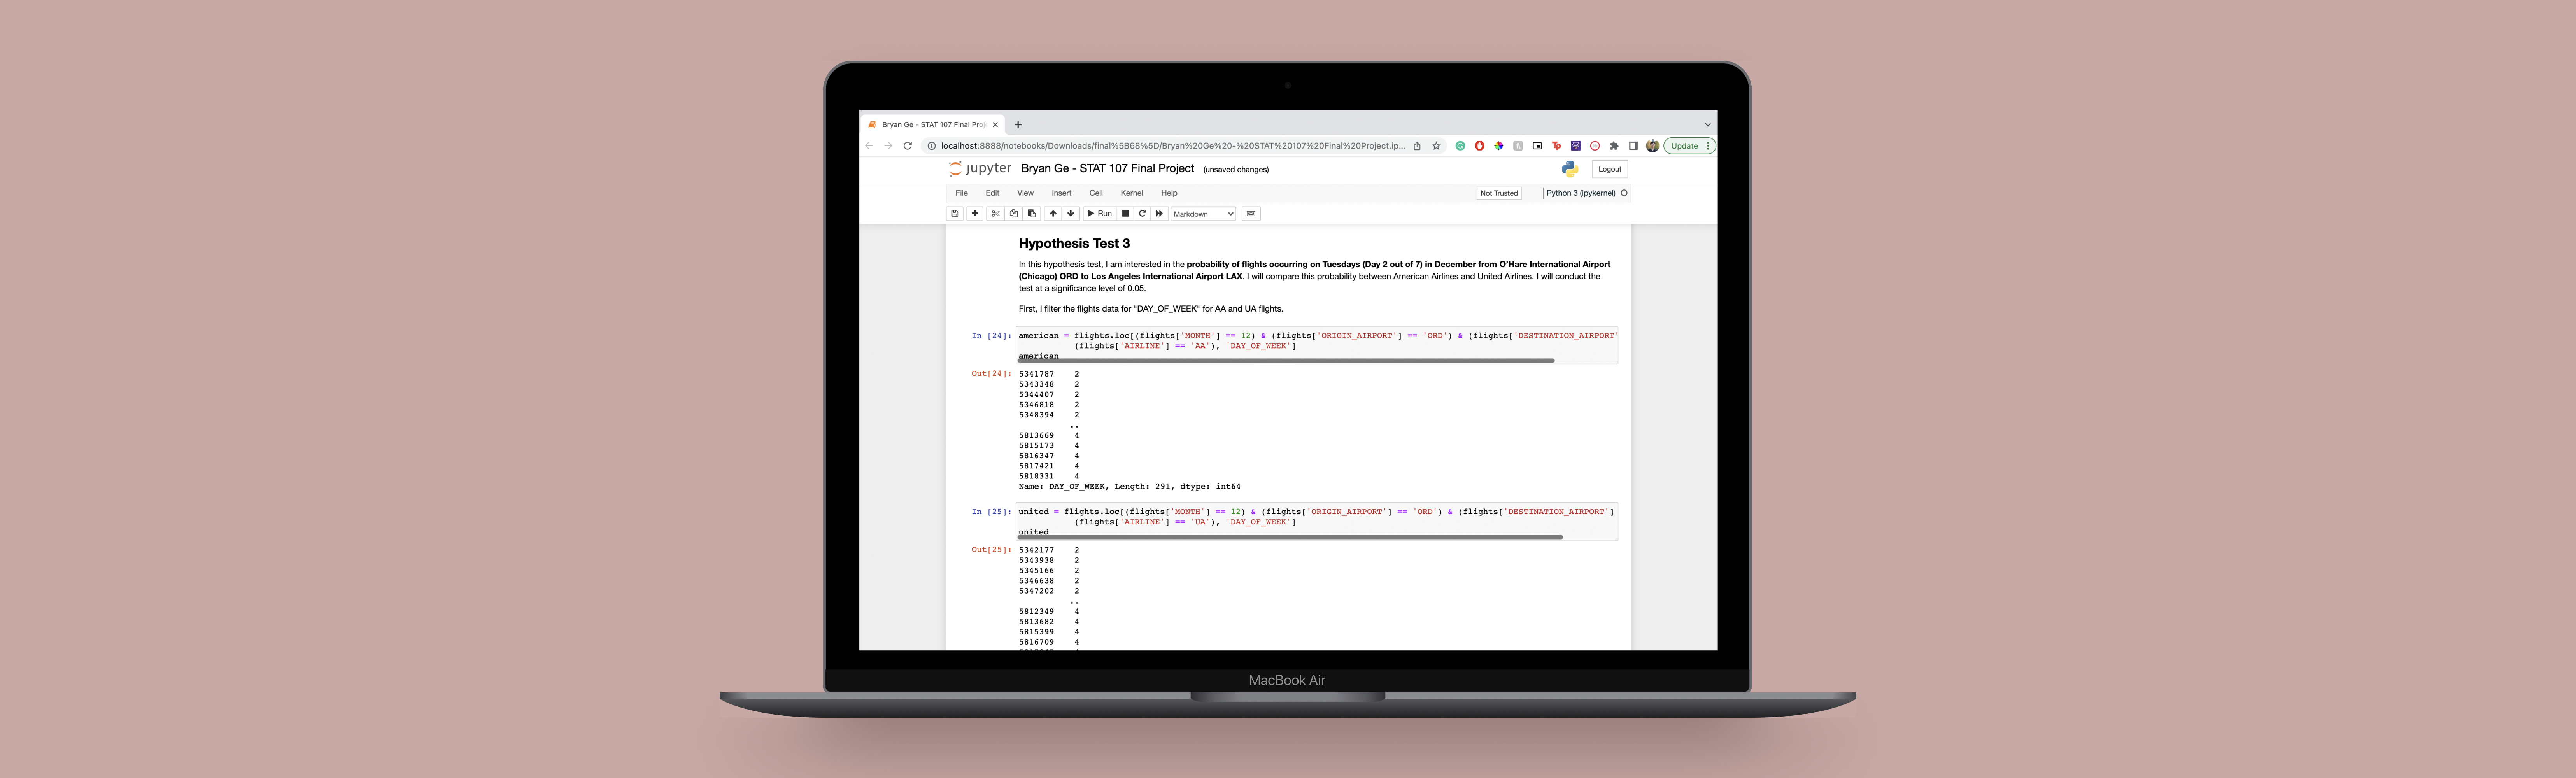 Bryan Ge - STAT 107 Final Proj
localhost:8888/notebooks/Downloads/final%5B68%5D/Bryan%20Ge%20-%20STAT%20107%20Final%20Project.ip...
Update
jupyter Bryan Ge - STAT 107 Final Project (unsaved changes)
Logout
File Edit View Insert Cell Kernel Help
Not Trusted
Python 3 (ipykernel)
Run
Markdown
Hypothesis Test 3
In this hypothesis test, I am interested in the probability of flights occurring on Tuesdays (Day 2 out of 7) in December from O'Hare International Airport
(Chicago) ORD to Los Angeles International Airport LAX. I will compare this probability between American Airlines and United Airlines. I will conduct the
test at a significance level of 0.05.
First, I filter the flights data for "DAY_OF_WEEK" for AA and UA flights.
In [24]: american = flights.loc[(flights['MONTH'] == 12) & (flights['ORIGIN_AIRPORT'] == 'ORD') & (flights['DESTINATION_AIRPORT'
(flights['AIRLINE'] == 'AA'), 'DAY_OF_WEEK']
american
Out[24]: 5341787 2
5343348 2
5344407 2
5346818 2
5348394 2
..
5813669 4
5815173 4
5816347 4
5817421 4
5818331 4
Name: DAY_OF_WEEK, Length: 291, dtype: int64
In [25]: united = flights.loc[(flights['MONTH'] == 12) & (flights['ORIGIN_AIRPORT'] == 'ORD') & (flights['DESTINATION_AIRPORT']
(flights['AIRLINE'] == 'UA'), 'DAY_OF_WEEK']
united
Out[25]: 5342177 2
5343938 2
5345166 2
5346638 2
5347202 2
..
5812349 4
5813682 4
5815399 4
5816709 4
MacBook Air